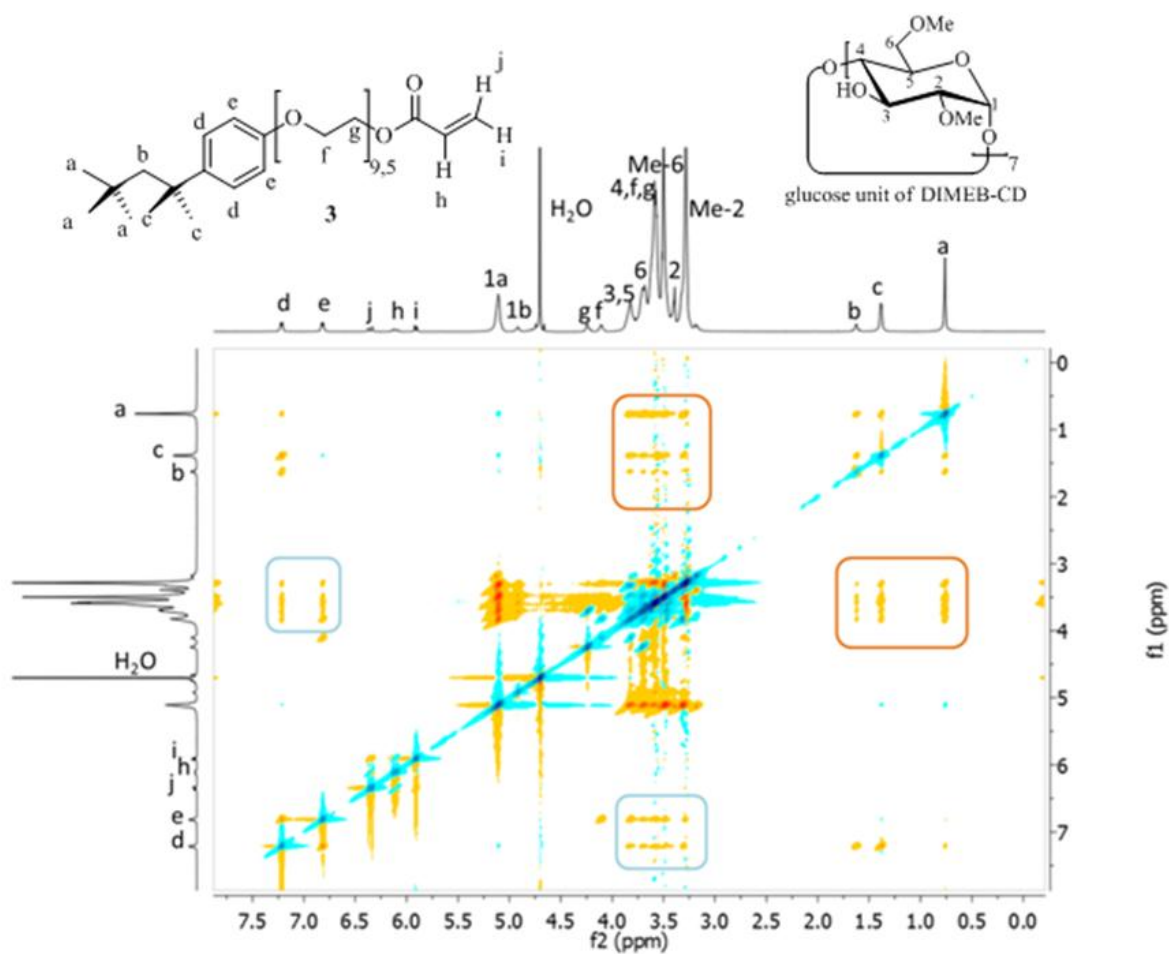 j
O
H
O
O
H
i
H
h
g
f
9,5
e
d
b
a
a
a
c
c
d
e
3
OMe
6
4
O
O
5
HO
2
3
OMe
1
O
7
glucose unit of DIMEB-CD
Me-6
4,f,g
H₂O
Me-2
a
1a
6
2
3,5
c
d
e
j
h
i
1b
g
f
b
a
c
b
H₂O
i
h
j
e
d
0
1
2
3
4
5
6
7
f1 (ppm)
7.5 7.0 6.5 6.0 5.5 5.0 4.5 4.0 3.5 3.0 2.5 2.0 1.5 1.0 0.5 0.0
f2 (ppm)